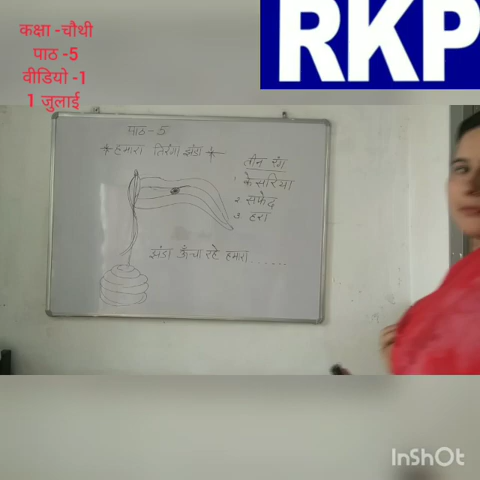 कक्षा -चौथी
पाठ -5
वीडियो -1
1 जुलाई
RKP
पाठ-5
हमारा तिरंगा झंडा
तीन रंग
1. केसरिया
2. सफेद
3. हरा
झंडा ऊँचा रहे हमारा ......
InShOt